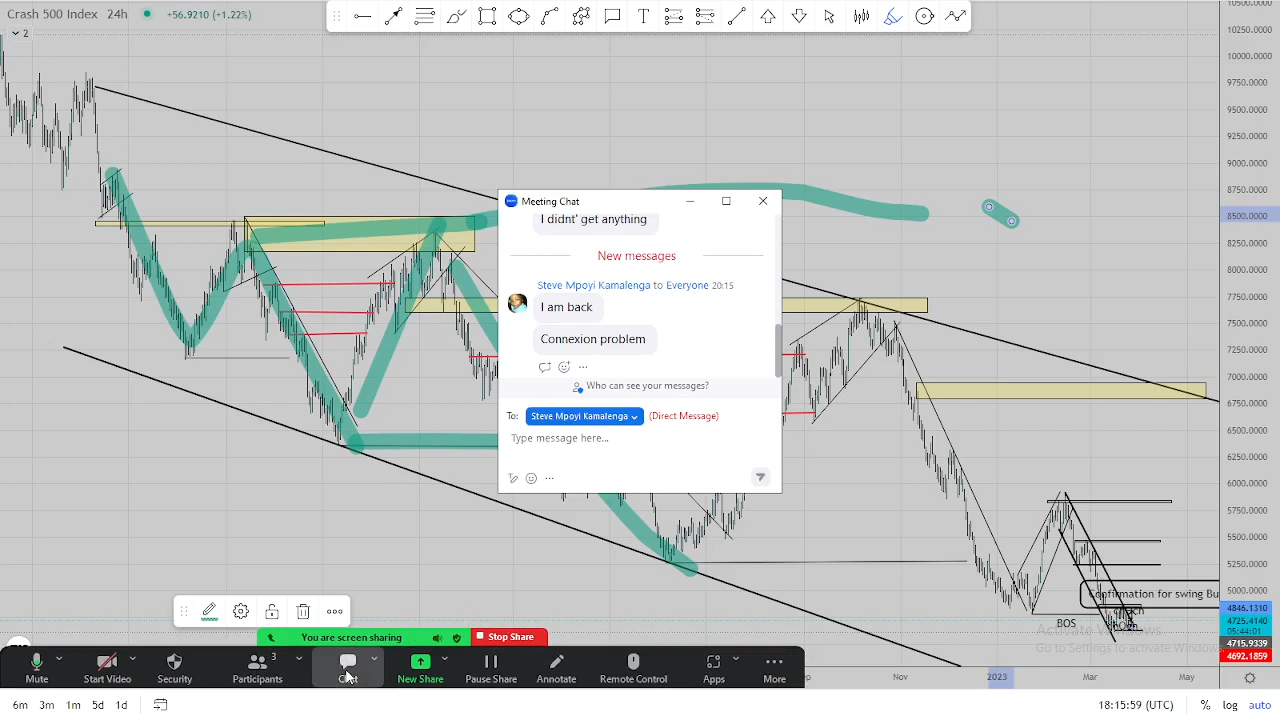 Crash 500 Index 24h +56.9210 (+1.22%)
2
10500.0000
10250.0000
10000.0000
9750.0000
9500.0000
9250.0000
9000.0000
8750.0000
8500.0000
8250.0000
8000.0000
7750.0000
7500.0000
7250.0000
7000.0000
6750.0000
6500.0000
6250.0000
6000.0000
5750.0000
5500.0000
5250.0000
5000.0000
4846.1310
4725.4140
05:44:01
4715.9339
4692.1859
Meeting Chat
I didnt' get anything
New messages
Steve Mpoyi Kamalenga to Everyone 20:15
I am back
Connexion problem
Who can see your messages?
To: Steve Mpoyi Kamalenga (Direct Message)
Type message here...
Confirmation for swing Bu
BOS
Activate Windows
Go to Settings to activate Windows
You are screen sharing Stop Share
3
Mute Start Video Security Participants Chat New Share Pause Share Annotate Remote Control Apps More
Nov 2023 Mar May
6m 3m 1m 5d 1d 18:15:59 (UTC) % log auto